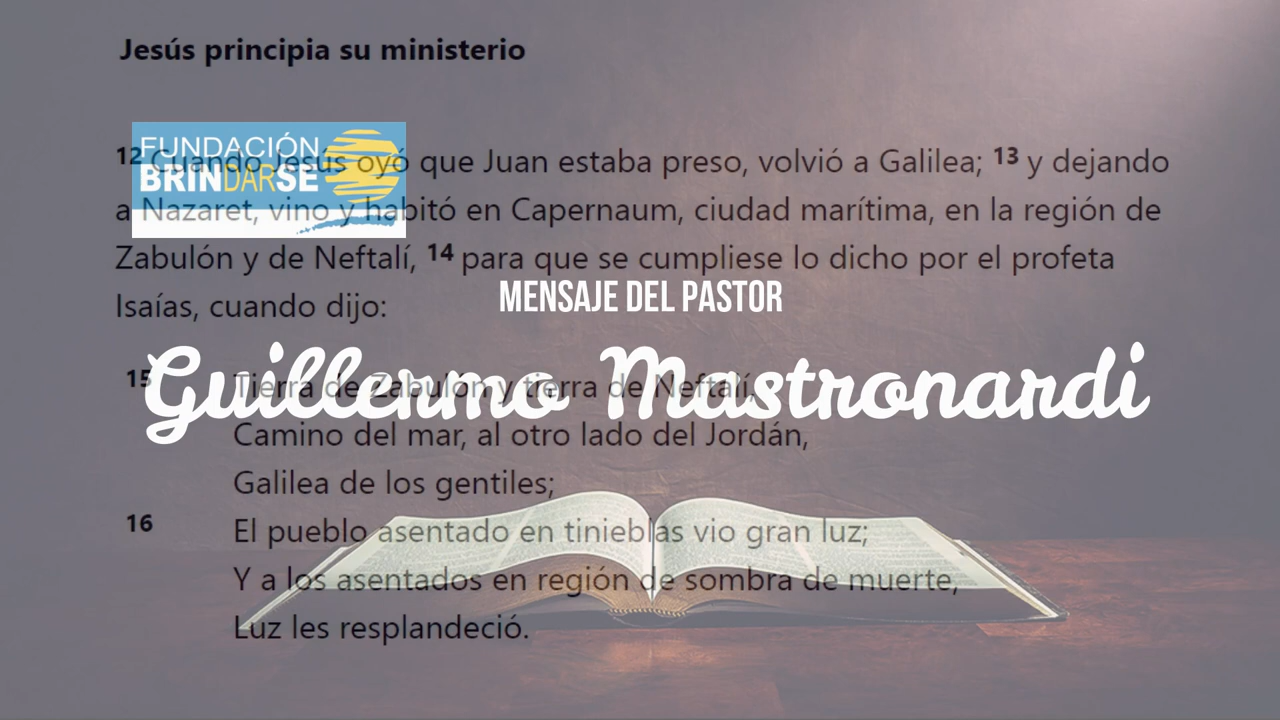 Jesús principia su ministerio
FUNDACIÓN
BRINDARSE
12 Cuando Jesús oyó que Juan estaba preso, volvió a Galilea; 13 y dejando
a Nazaret, vino y habitó en Capernaum, ciudad marítima, en la región de
Zabulón y de Neftalí, 14 para que se cumpliese lo dicho por el profeta
Isaías, cuando dijo:
MENSAJE DEL PASTOR
Guillermo Mastronardi
15 Tierra de Zabulón y tierra de Neftalí,
Camino del mar, al otro lado del Jordán,
Galilea de los gentiles;
16 El pueblo asentado en tinieblas vio gran luz;
Y a los asentados en región de sombra de muerte,
Luz les resplandeció.